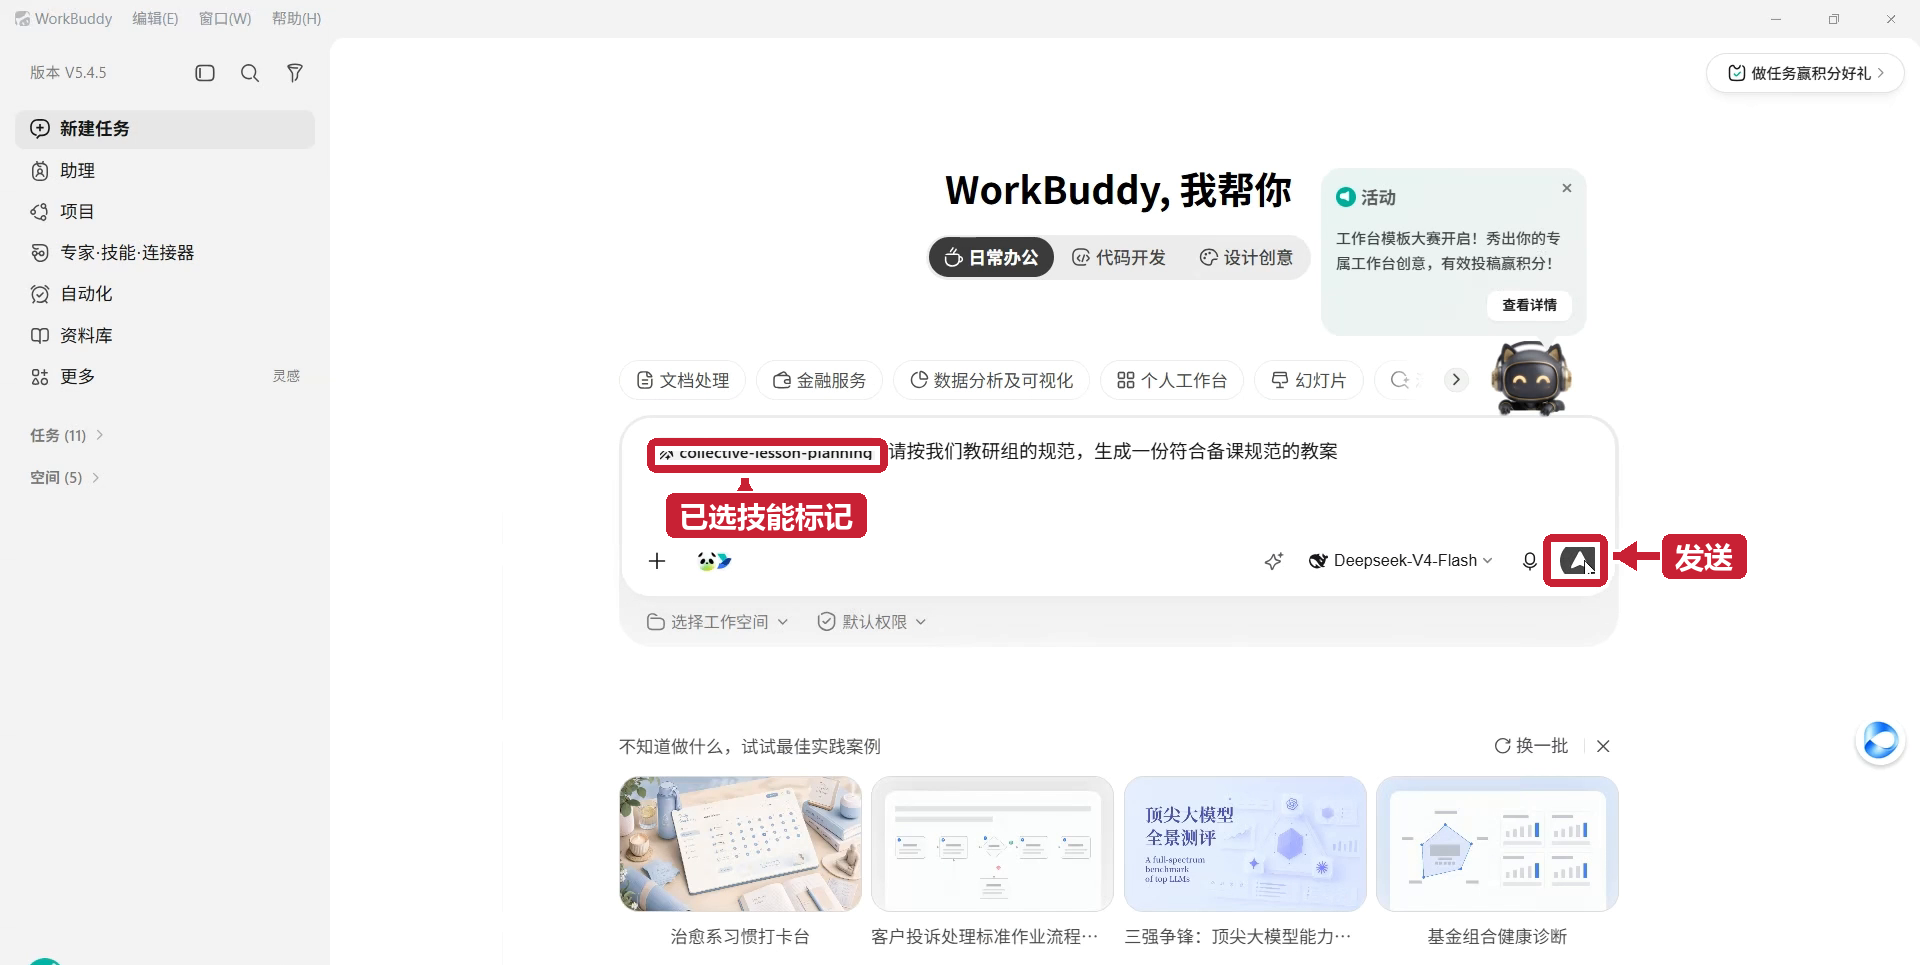 WorkBuddy 编辑(E) 窗口(W) 帮助(H)
版本 V5.4.5
做任务赢积分好礼
新建任务
助理
项目
专家·技能·连接器
自动化
资料库
更多 灵感
任务 (11)
空间 (5)
WorkBuddy, 我帮你
日常办公 代码开发 设计创意
活动
工作台模板大赛开启！秀出你的专
属工作台创意，有效投稿赢积分！
查看详情
文档处理 金融服务 数据分析及可视化 个人工作台 幻灯片
collective-lesson-planning 请按我们教研组的规范，生成一份符合备课规范的教案
已选技能标记
Deepseek-V4-Flash
发送
选择工作空间 默认权限
不知道做什么，试试最佳实践案例 换一批
顶尖大模型
全景测评
A full-spectrum
benchmark
of top LLMs
治愈系习惯打卡台 客户投诉处理标准作业流程… 三强争锋：顶尖大模型能力… 基金组合健康诊断